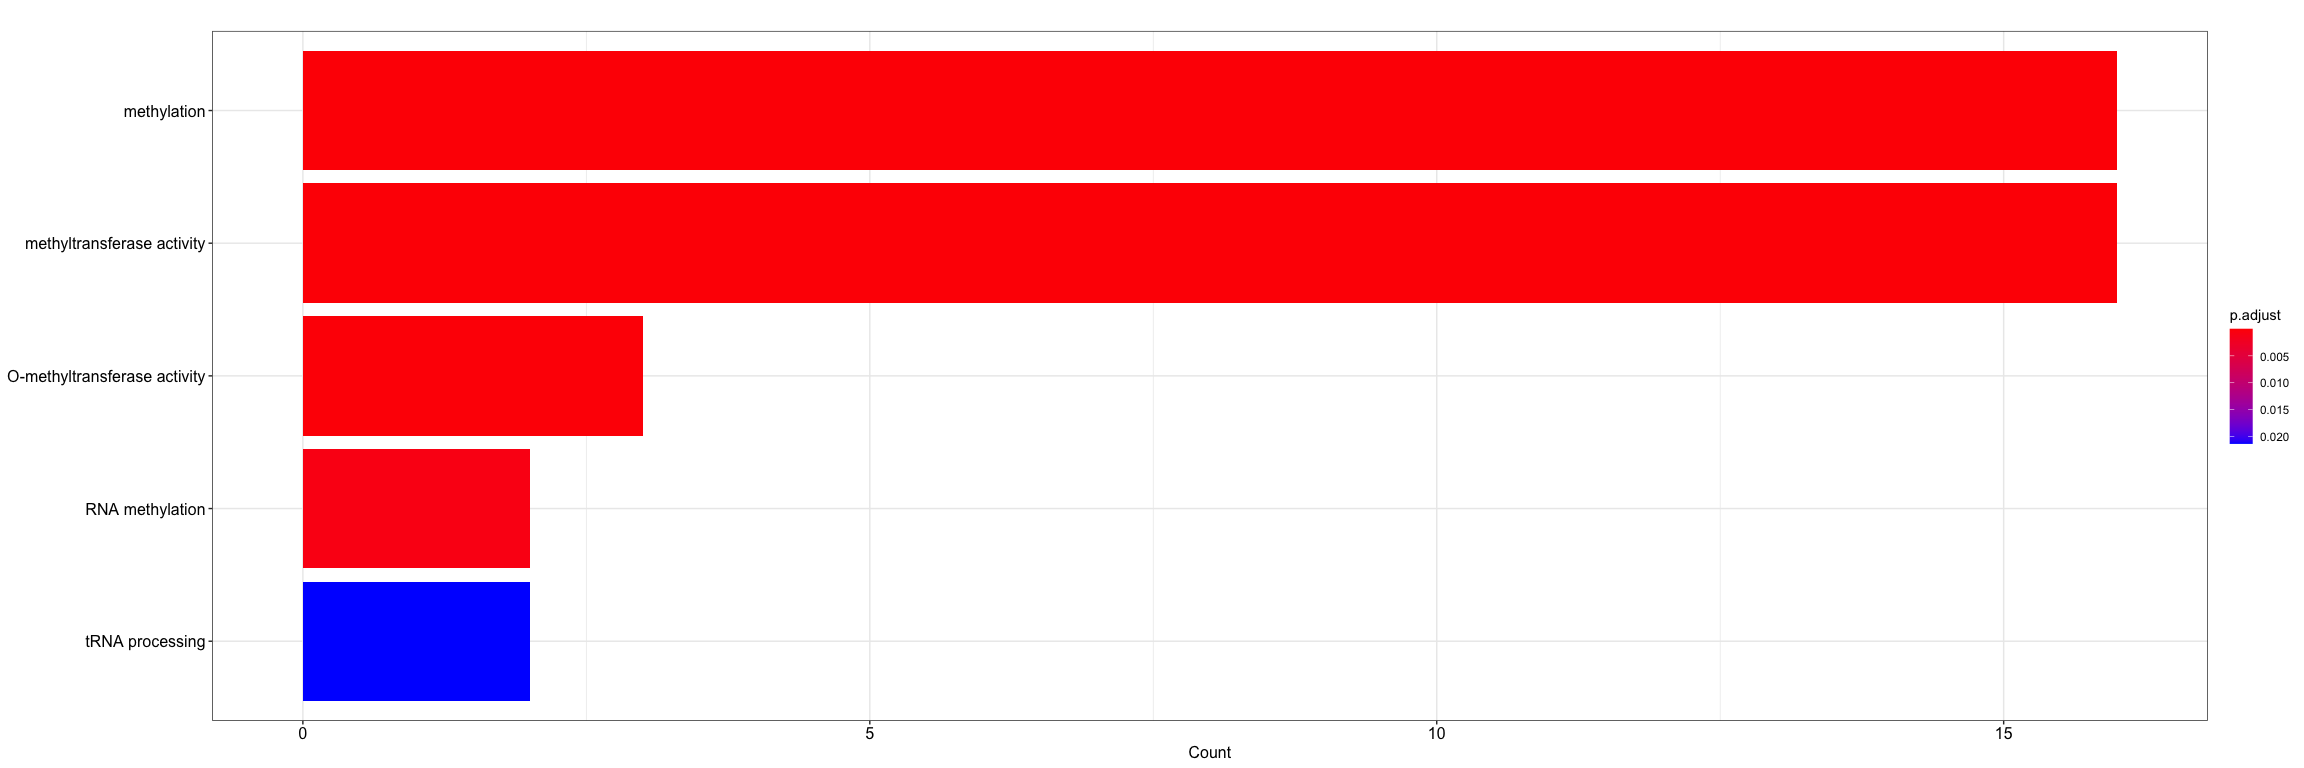 methylation
methyltransferase activity
O-methyltransferase activity
RNA methylation
tRNA processing
0 5 10 15
Count
p.adjust
0.005
0.010
0.015
0.020